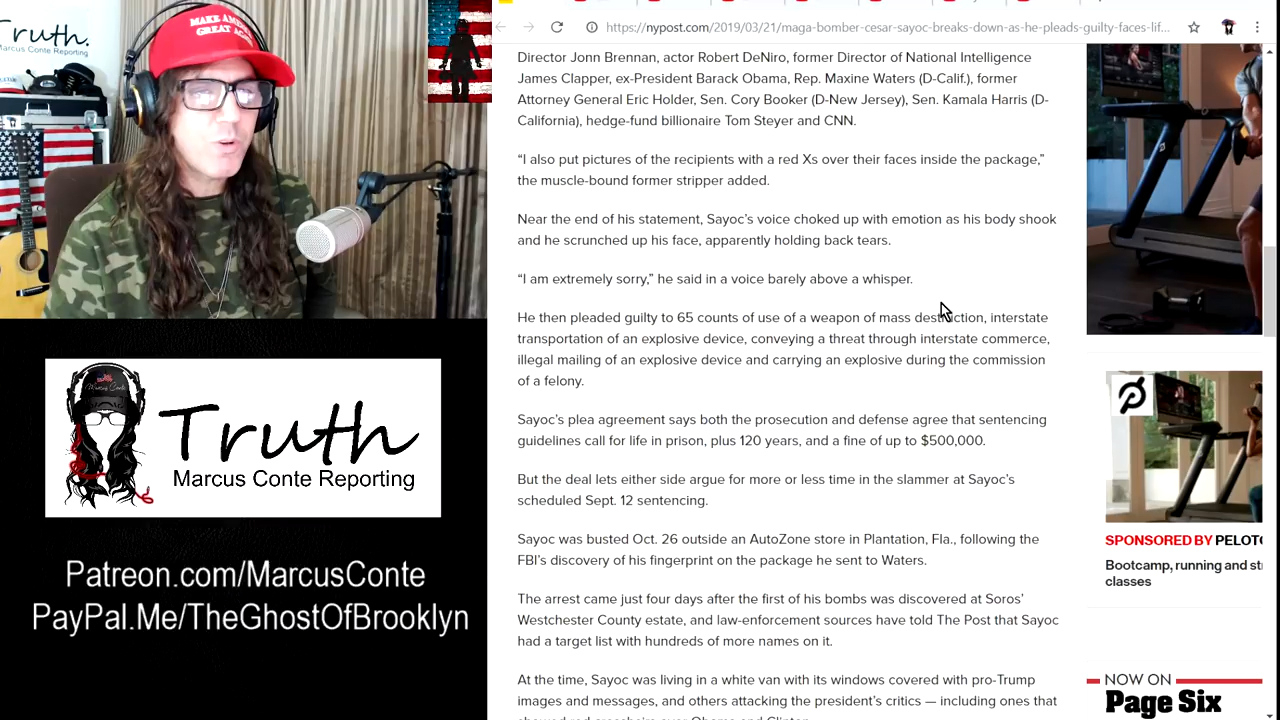 MAKE AMERICA
GREAT AGAIN
Truth.
Marcus Conte Reporting
https://nypost.com/2019/03/21/maga-bomber-cesar-sayoc-breaks-down-as-he-pleads-guilty-faces-lif...
Director John Brennan, actor Robert DeNiro, former Director of National Intelligence
James Clapper, ex-President Barack Obama, Rep. Maxine Waters (D-Calif.), former
Attorney General Eric Holder, Sen. Cory Booker (D-New Jersey), Sen. Kamala Harris (D-
California), hedge-fund billionaire Tom Steyer and CNN.
“I also put pictures of the recipients with a red Xs over their faces inside the package,”
the muscle-bound former stripper added.
Near the end of his statement, Sayoc’s voice choked up with emotion as his body shook
and he scrunched up his face, apparently holding back tears.
“I am extremely sorry,” he said in a voice barely above a whisper.
He then pleaded guilty to 65 counts of use of a weapon of mass destruction, interstate
transportation of an explosive device, conveying a threat through interstate commerce,
illegal mailing of an explosive device and carrying an explosive during the commission
of a felony.
Sayoc’s plea agreement says both the prosecution and defense agree that sentencing
guidelines call for life in prison, plus 120 years, and a fine of up to $500,000.
But the deal lets either side argue for more or less time in the slammer at Sayoc’s
scheduled Sept. 12 sentencing.
Sayoc was busted Oct. 26 outside an AutoZone store in Plantation, Fla., following the
FBI’s discovery of his fingerprint on the package he sent to Waters.
The arrest came just four days after the first of his bombs was discovered at Soros’
Westchester County estate, and law-enforcement sources have told The Post that Sayoc
had a target list with hundreds of more names on it.
At the time, Sayoc was living in a white van with its windows covered with pro-Trump
images and messages, and others attacking the president’s critics — including ones that
showed red crosshairs over Obama and Clinton.
Marcus Conte
Truth
Marcus Conte Reporting
Patreon.com/MarcusConte
PayPal.Me/TheGhostOfBrooklyn
SPONSORED BY PELOT
Bootcamp, running and st
classes
NOW ON
Page Six